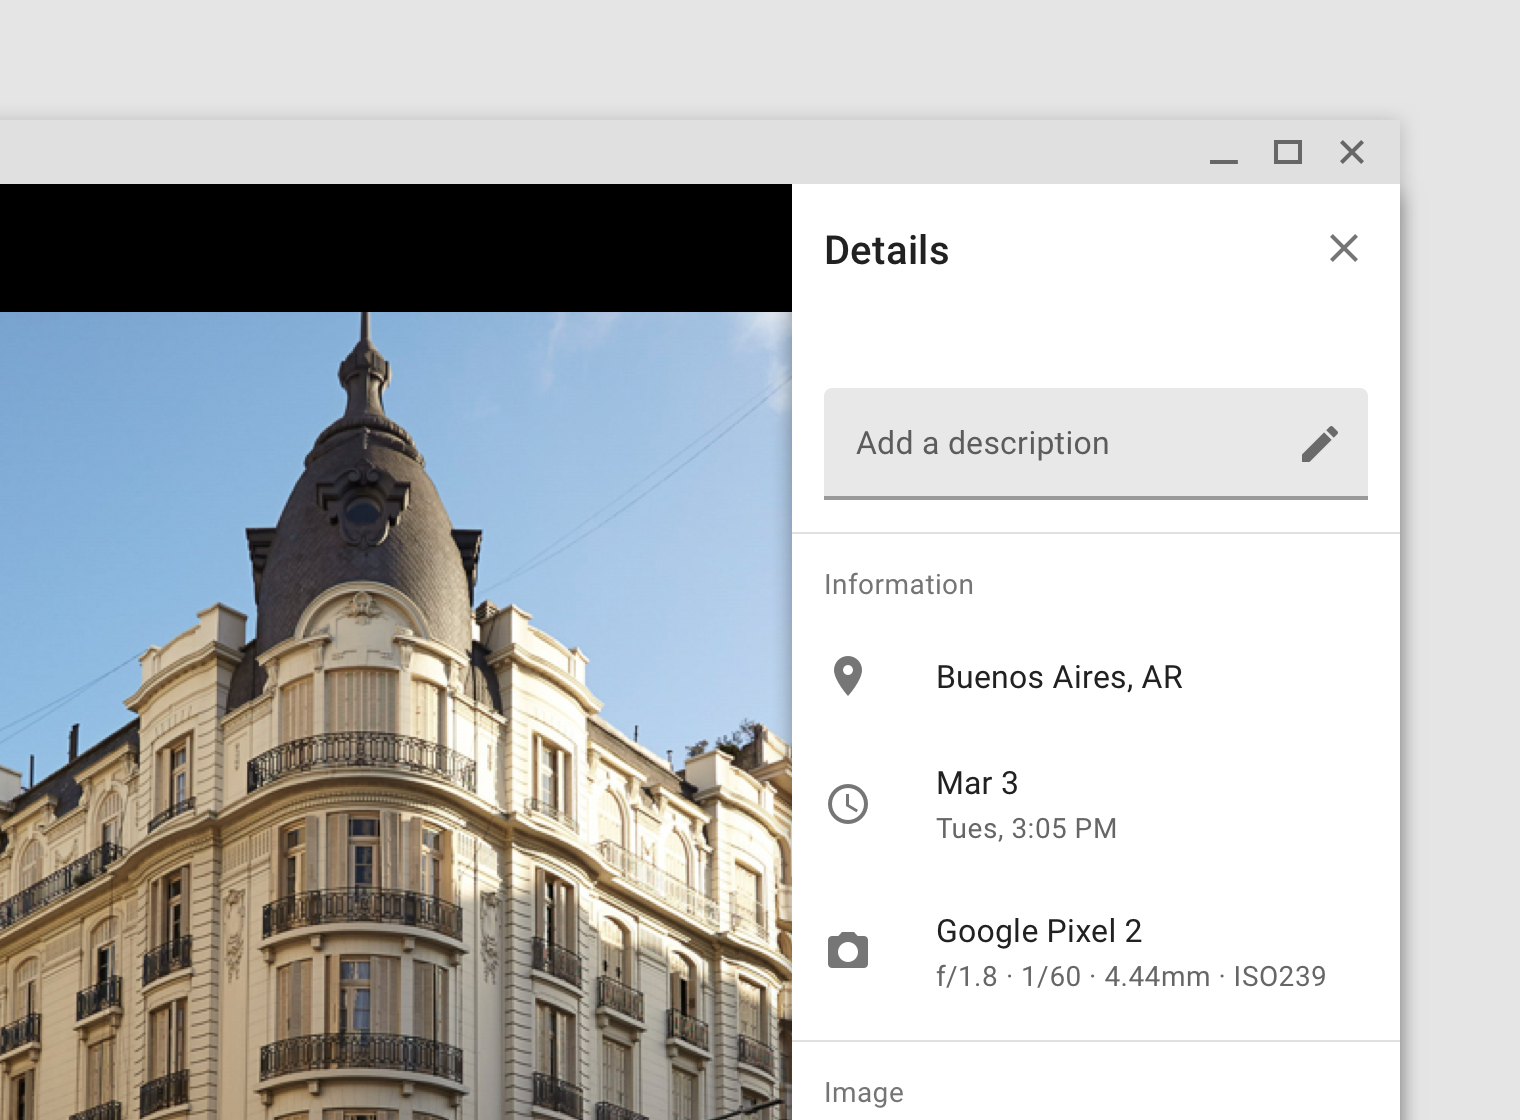 Details
Add a description
Information
Buenos Aires, AR
Mar 3
Tues, 3:05 PM
Google Pixel 2
f/1.8 · 1/60 · 4.44mm · ISO239
Image